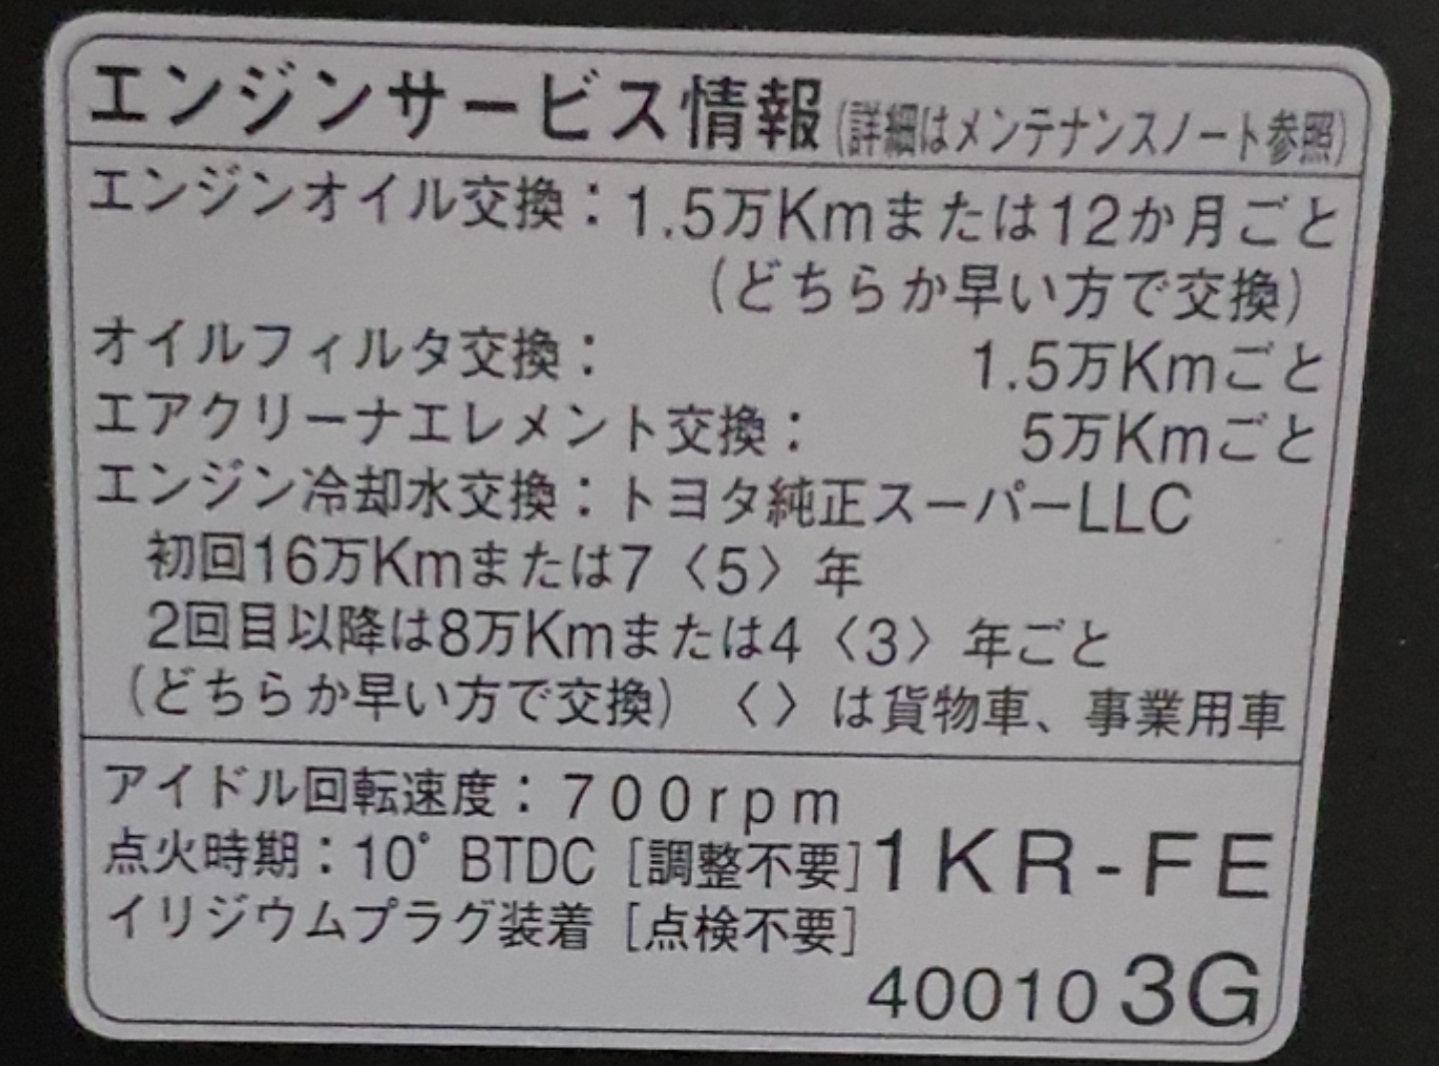 エンジンサービス情報(詳細はメンテナンスノート参照)
エンジンオイル交換：1.5万Kmまたは12か月ごと
(どちらか早い方で交換)
オイルフィルタ交換： 1.5万Kmごと
エアクリーナエレメント交換： 5万Kmごと
エンジン冷却水交換：トヨタ純正スーパーLLC
初回16万Kmまたは7〈5〉年
2回目以降は8万Kmまたは4〈3〉年ごと
(どちらか早い方で交換) 〈〉は貨物車、事業用車
アイドル回転速度：700rpm
点火時期：10° BTDC [調整不要] 1KR-FE
イリジウムプラグ装着 [点検不要]
40010 3G